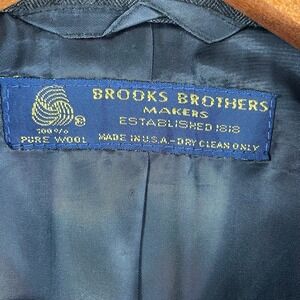 BROOKS BROTHERS
MAKERS
ESTABLISHED 1818
MADE IN U.S.A.-DRY CLEAN ONLY
100%
PURE WOOL